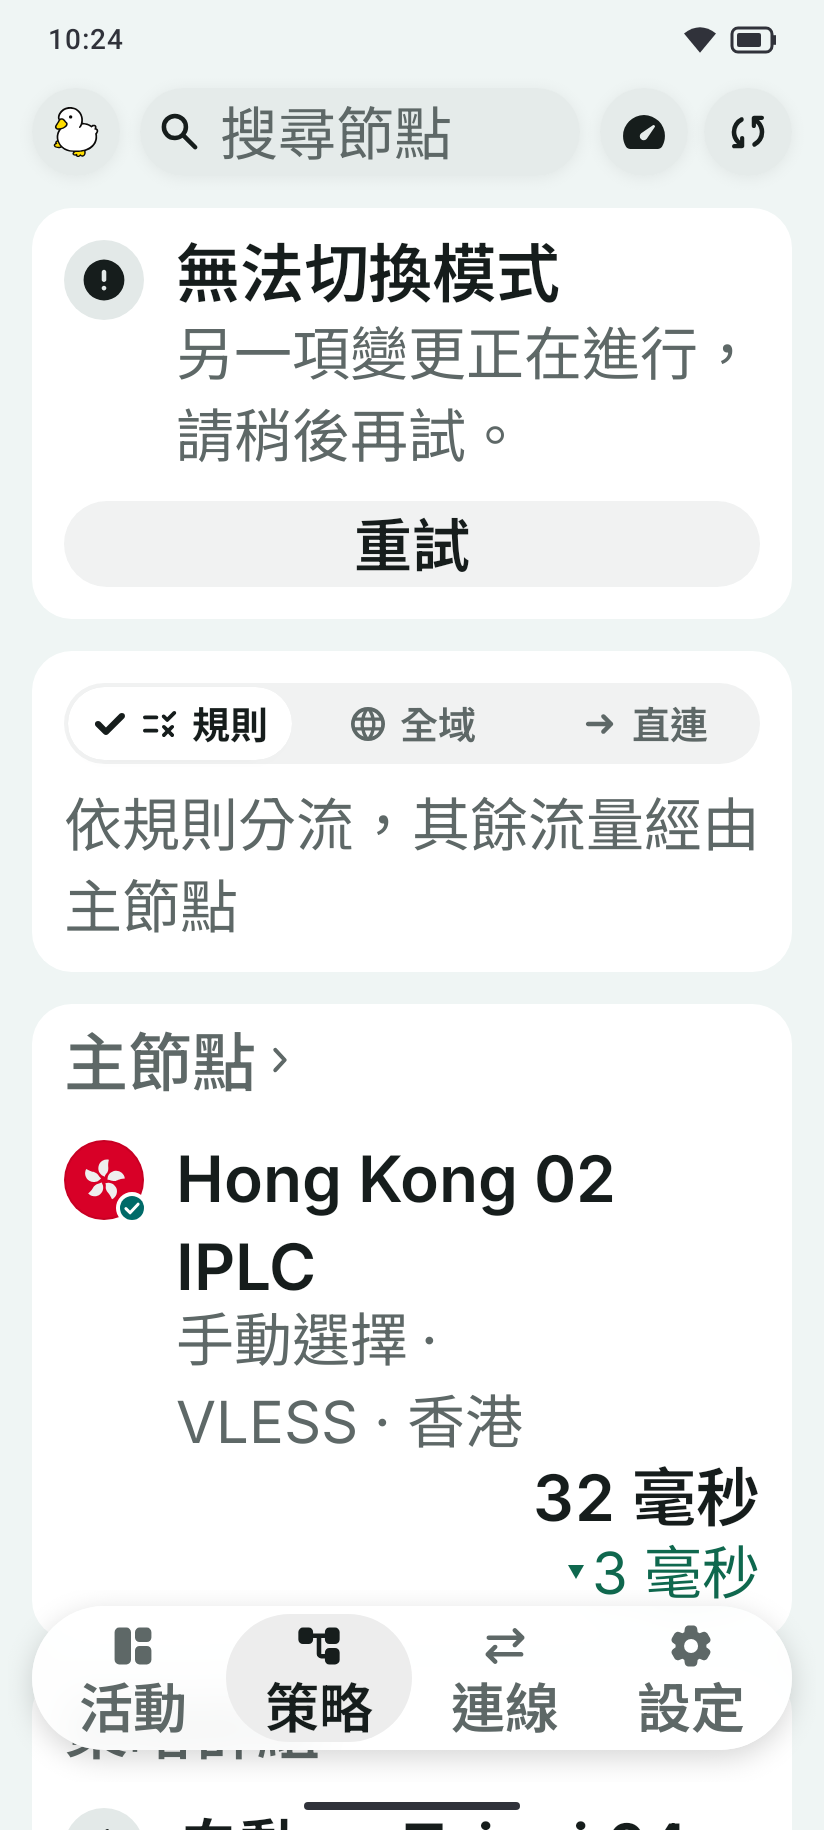 10:24
搜尋節點
無法切換模式
另一項變更正在進行，
請稍後再試。
重試
規則
全域
直連
依規則分流，其餘流量經由
主節點
主節點
Hong Kong 02
IPLC
手動選擇 ·
VLESS · 香港
32 毫秒
▼3 毫秒
活動
策略
連線
設定